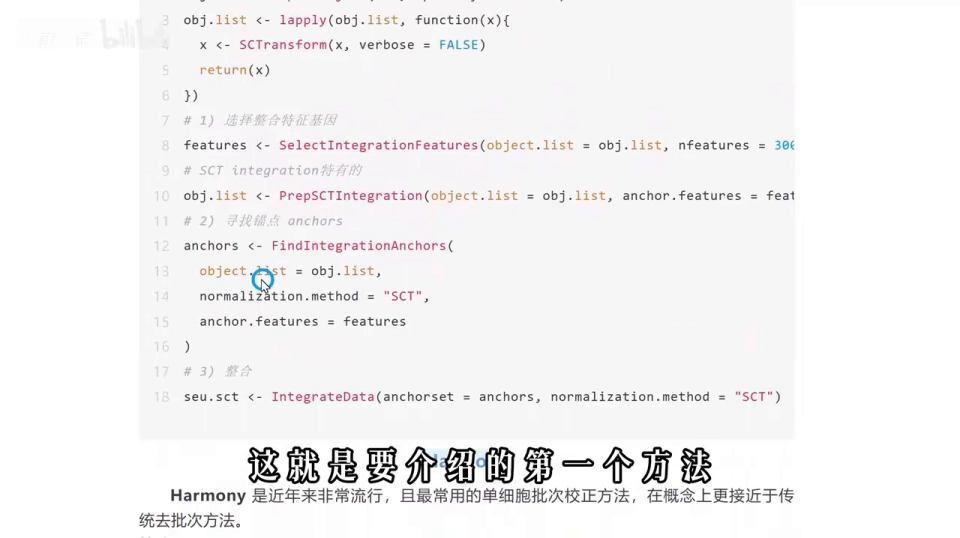 3 obj.list <- lapply(obj.list, function(x){
4 x <- SCTransform(x, verbose = FALSE)
5 return(x)
6 })
7 # 1) 选择整合特征基因
8 features <- SelectIntegrationFeatures(object.list = obj.list, nfeatures = 300
9 # SCT integration特有的
10 obj.list <- PrepSCTIntegration(object.list = obj.list, anchor.features = feat
11 # 2) 寻找锚点 anchors
12 anchors <- FindIntegrationAnchors(
13 object.list = obj.list,
14 normalization.method = "SCT",
15 anchor.features = features
16 )
17 # 3) 整合
18 seu.sct <- IntegrateData(anchorset = anchors, normalization.method = "SCT")
这就是要介绍的第一个方法
Harmony 是近年来非常流行，且最常用的单细胞批次校正方法，在概念上更接近于传
统去批次方法。